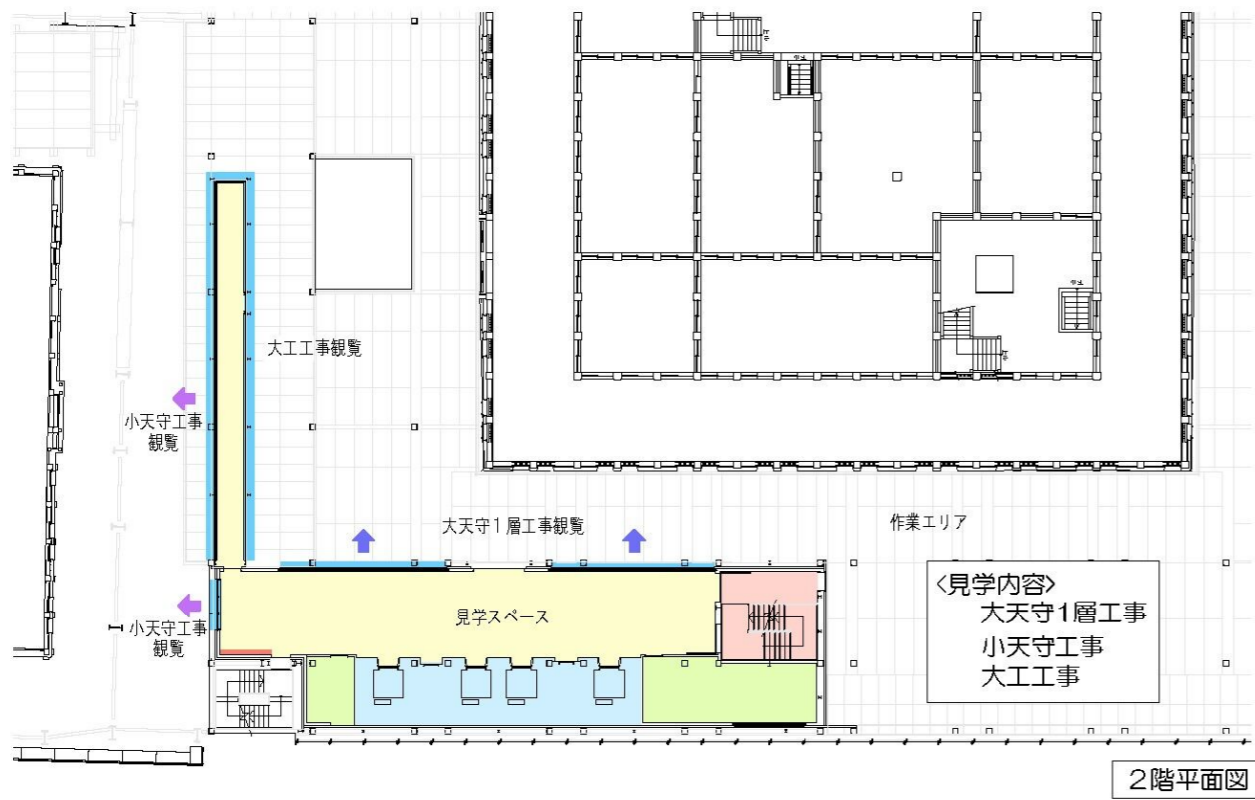 大工工事観覧
小天守工事
観覧
大天守1層工事観覧
作業エリア
見学スペース
小天守工事
観覧
<見学内容>
大天守1層工事
小天守工事
大工工事
2階平面図